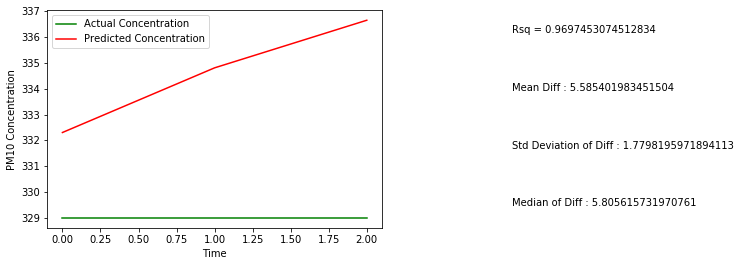 Actual Concentration
Predicted Concentration
337
336
335
334
333
332
331
330
329
PM10 Concentration
0.00 0.25 0.50 0.75 1.00 1.25 1.50 1.75 2.00
Time
Rsq = 0.9697453074512834
Mean Diff : 5.585401983451504
Std Deviation of Diff : 1.7798195971894113
Median of Diff : 5.805615731970761